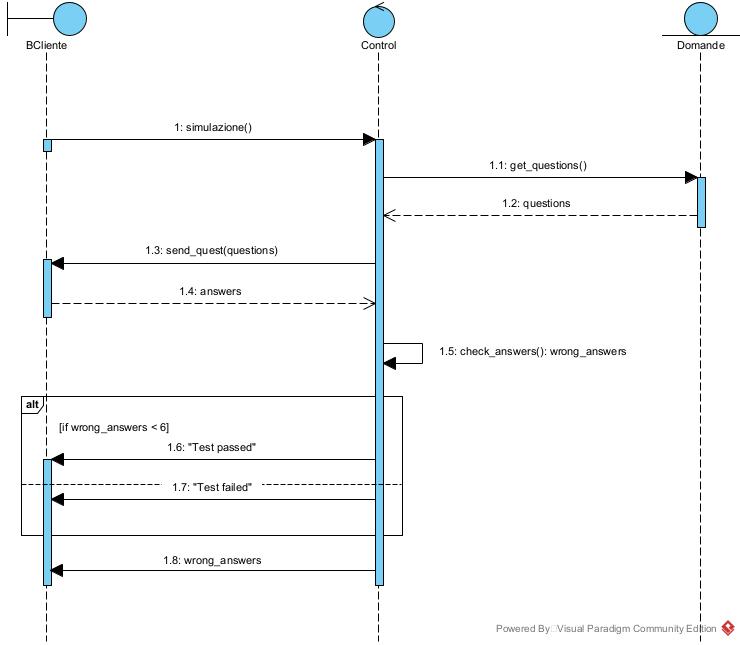 BCliente
Control
Domande
1: simulazione()
1.1: get_questions()
1.2: questions
1.3: send_quest(questions)
1.4: answers
1.5: check_answers(): wrong_answers
alt
[if wrong_answers < 6]
1.6: "Test passed"
1.7: "Test failed"
1.8: wrong_answers
Powered By Visual Paradigm Community Edition